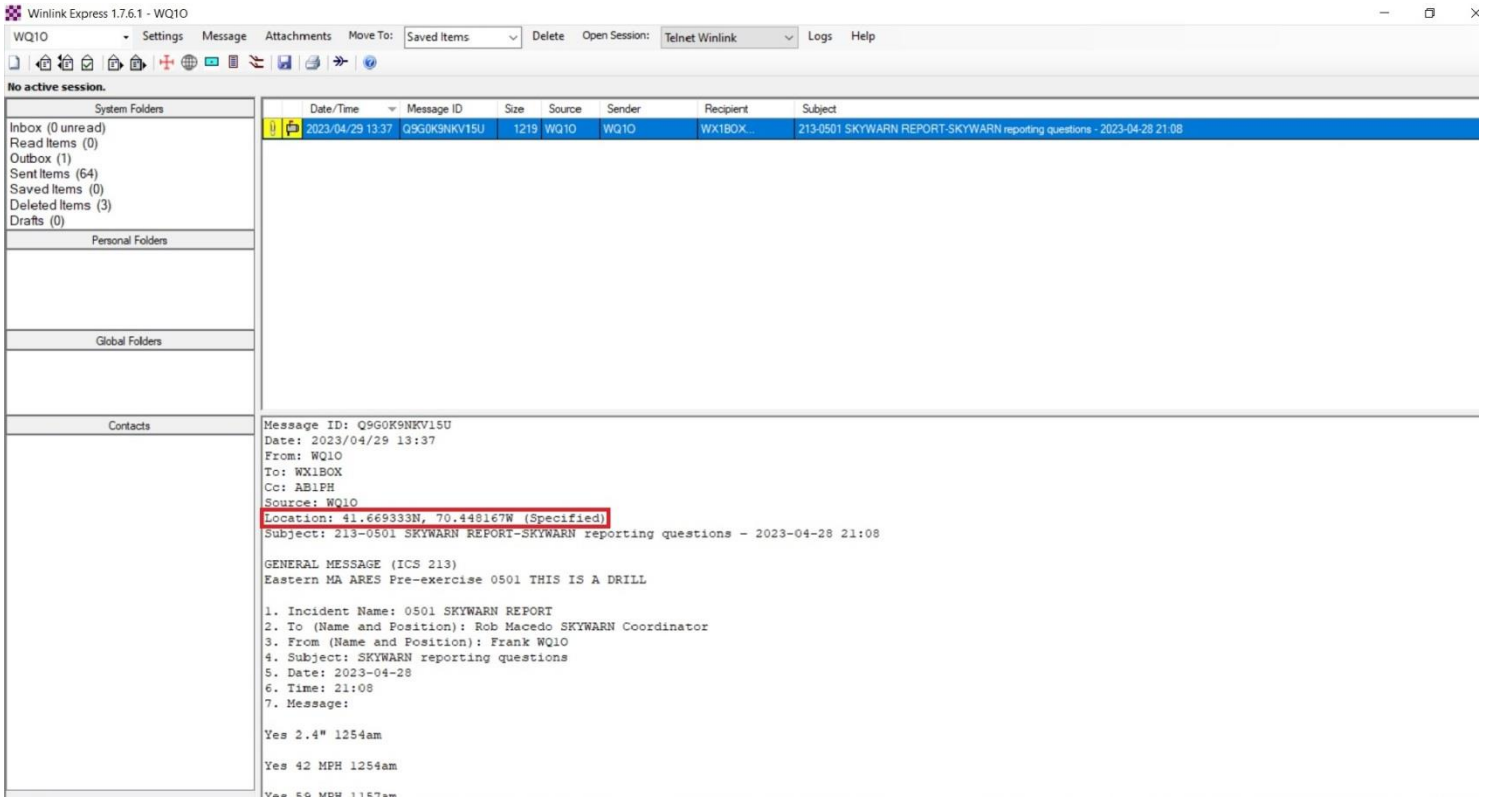 Winlink Express 1.7.6.1 - WQ1O
WQ1O Settings Message Attachments Move To: Saved Items Delete Open Session: Telnet Winlink Logs Help
No active session.
System Folders
Inbox (0 unread)
Read Items (0)
Outbox (1)
Sent Items (64)
Saved Items (0)
Deleted Items (3)
Drafts (0)
Personal Folders
Global Folders
Contacts
Date/Time Message ID Size Source Sender Recipient Subject
2023/04/29 13:37 Q9G0K9NKV15U 1219 WQ1O WQ1O WX1BOX... 213-0501 SKYWARN REPORT-SKYWARN reporting questions - 2023-04-28 21:08
Message ID: Q9G0K9NKV15U
Date: 2023/04/29 13:37
From: WQ1O
To: WX1BOX
Cc: AB1PH
Source: WQ1O
Location: 41.669333N, 70.448167W (Specified)
Subject: 213-0501 SKYWARN REPORT-SKYWARN reporting questions - 2023-04-28 21:08
GENERAL MESSAGE (ICS 213)
Eastern MA ARES Pre-exercise 0501 THIS IS A DRILL
1. Incident Name: 0501 SKYWARN REPORT
2. To (Name and Position): Rob Macedo SKYWARN Coordinator
3. From (Name and Position): Frank WQ1O
4. Subject: SKYWARN reporting questions
5. Date: 2023-04-28
6. Time: 21:08
7. Message:
Yes 2.4" 1254am
Yes 42 MPH 1254am
Yes 59 MPH 1157am